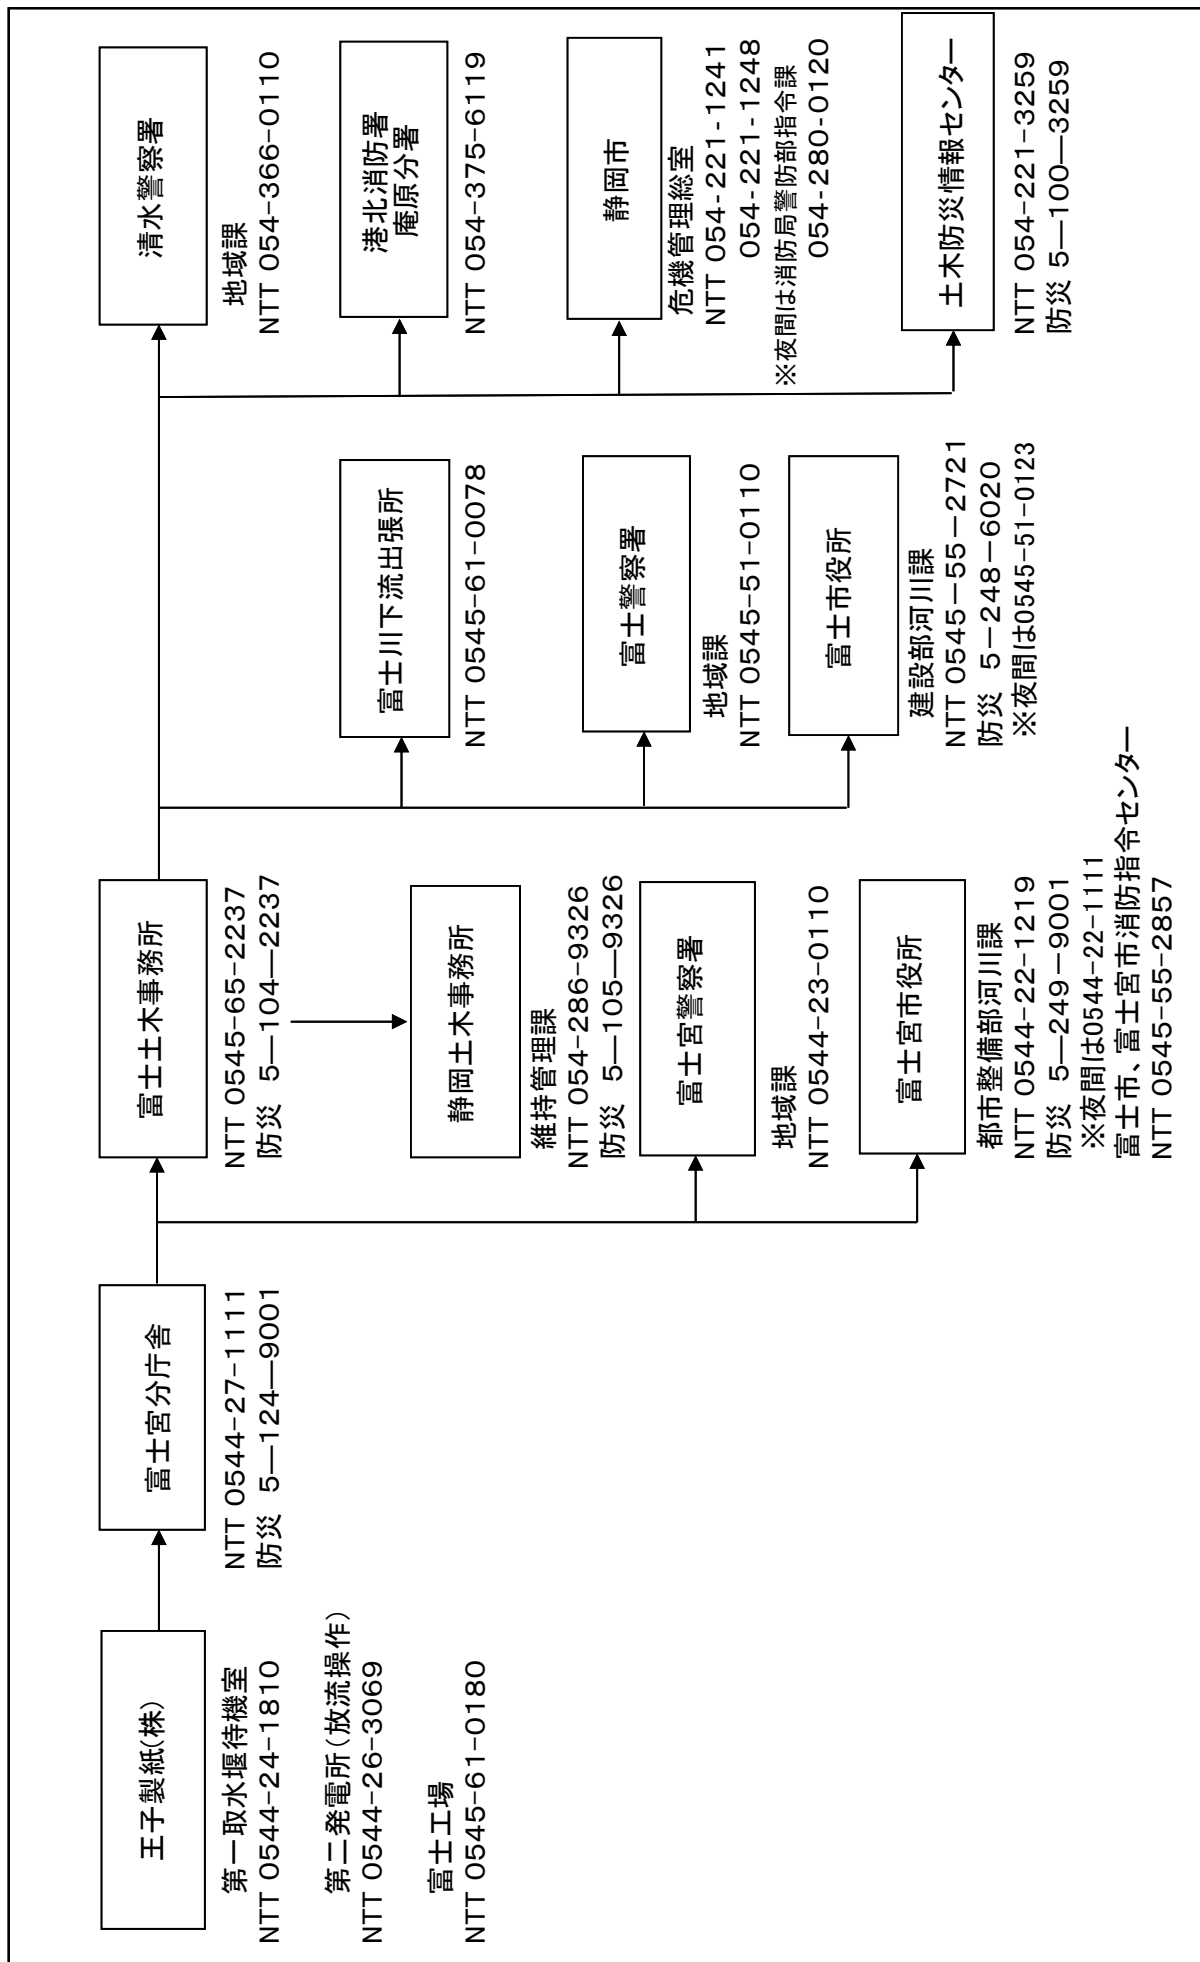 王子製紙(株)
第一取水堰待機室
NTT 0544-24-1810
第二発電所(放流操作)
NTT 0544-26-3069
富士工場
NTT 0545-61-0180
富士宮分庁舎
NTT 0544-27-1111
防災 5―124―9001
富士土木事務所
NTT 0545-65-2237
防災 5―104―2237
静岡土木事務所
維持管理課
NTT 054-286-9326
防災 5―105―9326
富士宮警察署
地域課
NTT 0544-23-0110
富士宮市役所
都市整備部河川課
NTT 0544-22-1219
防災 5―249－9001
※夜間は0544-22-1111
富士市、富士宮市消防指令センター
NTT 0545-55-2857
富士川下流出張所
NTT 0545-61-0078
富士警察署
地域課
NTT 0545-51-0110
富士市役所
建設部河川課
NTT 0545－55－2721
防災 5－248－6020
※夜間は0545-51-0123
清水警察署
地域課
NTT 054-366-0110
港北消防署
庵原分署
NTT 054-375-6119
静岡市
危機管理総室
NTT 054-221-1241
054-221-1248
※夜間は消防局警防部指令課
054-280-0120
土木防災情報センター
NTT 054-221-3259
防災 5―100―3259